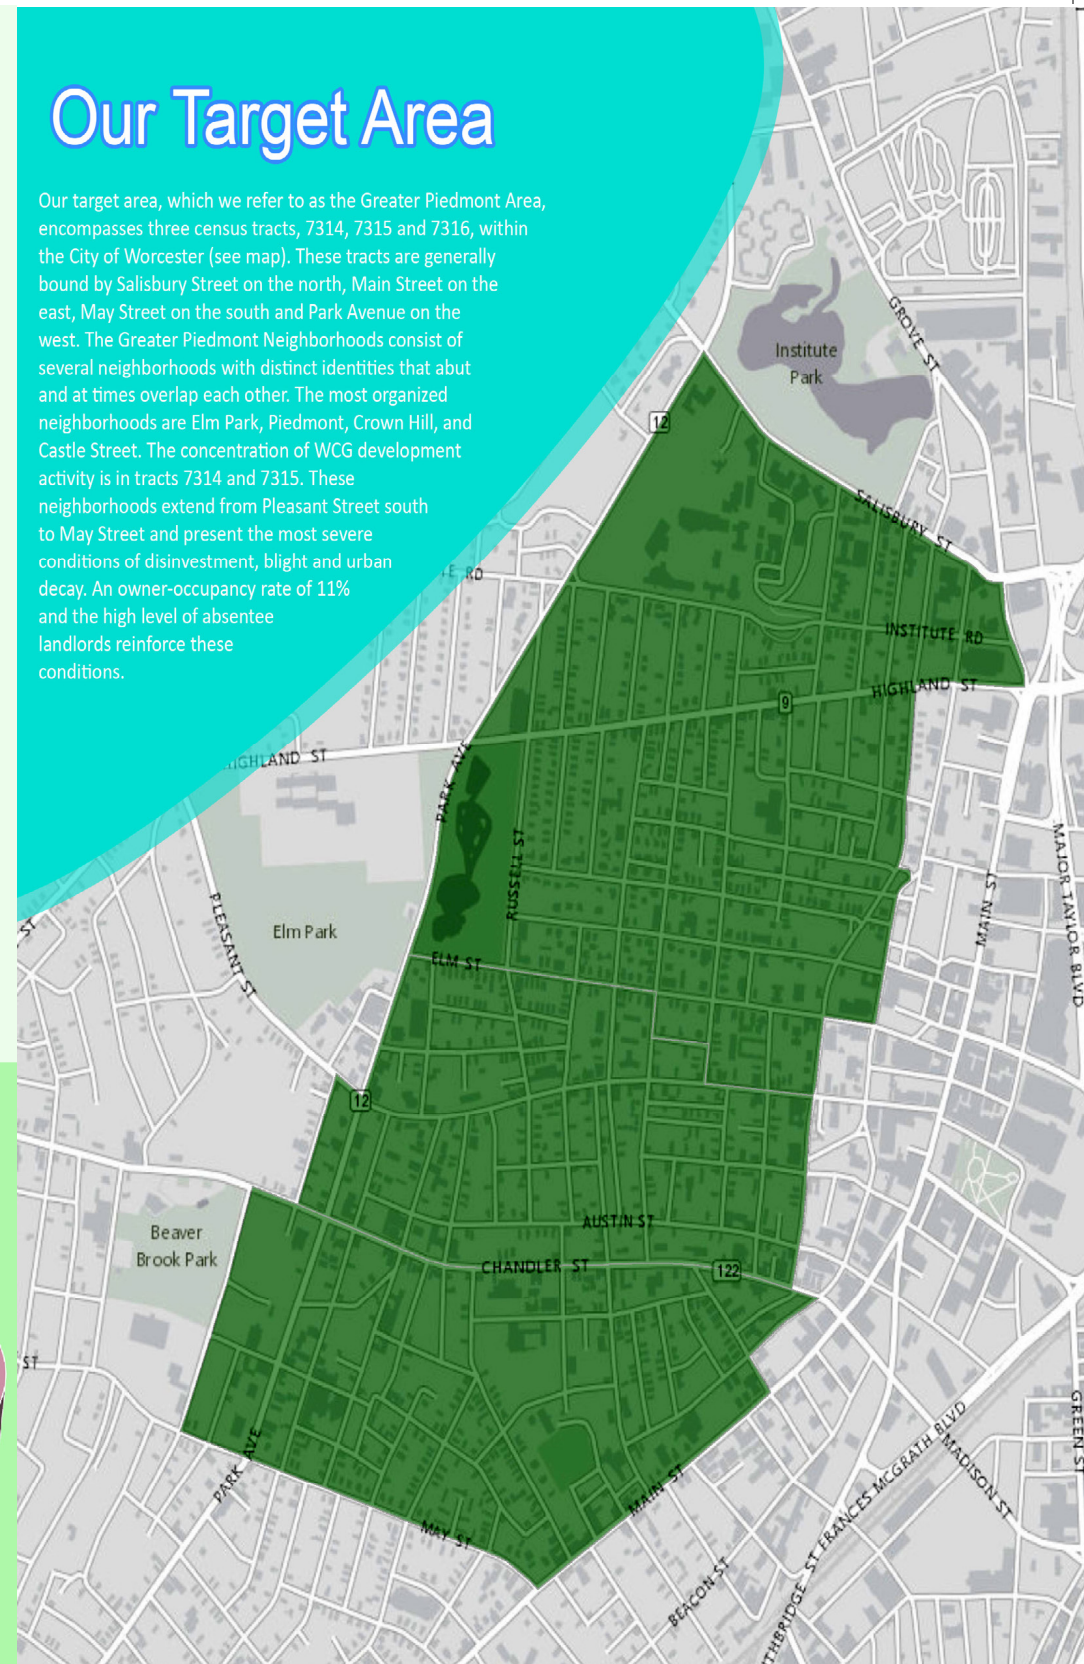 Our Target Area
Our target area, which we refer to as the Greater Piedmont Area,
encompasses three census tracts, 7314, 7315 and 7316, within
the City of Worcester (see map). These tracts are generally
bound by Salisbury Street on the north, Main Street on the
east, May Street on the south and Park Avenue on the
west. The Greater Piedmont Neighborhoods consist of
several neighborhoods with distinct identities that abut
and at times overlap each other. The most organized
neighborhoods are Elm Park, Piedmont, Crown Hill, and
Castle Street. The concentration of WCG development
activity is in tracts 7314 and 7315. These
neighborhoods extend from Pleasant Street south
to May Street and present the most severe
conditions of disinvestment, blight and urban
decay. An owner-occupancy rate of 11%
and the high level of absentee
landlords reinforce these
conditions.
GROVE ST
Institute
Park
12
SALISBURY ST
RD
INSTITUTE RD
HIGHLAND ST
9
HIGHLAND ST
PARK AVE
RUSSELL ST
MAJOR TAYLOR BLVD
MAIN ST
PLEASANT ST
ST
Elm Park
ELM ST
12
Beaver
Brook Park
AUSTIN ST
CHANDLER ST
122
ST
GREEN ST
PARK AVE
MAIN ST
MAY ST
FRANCES MCGRATH BLVD
MADISON ST
BEACON ST
THBRIDGE ST